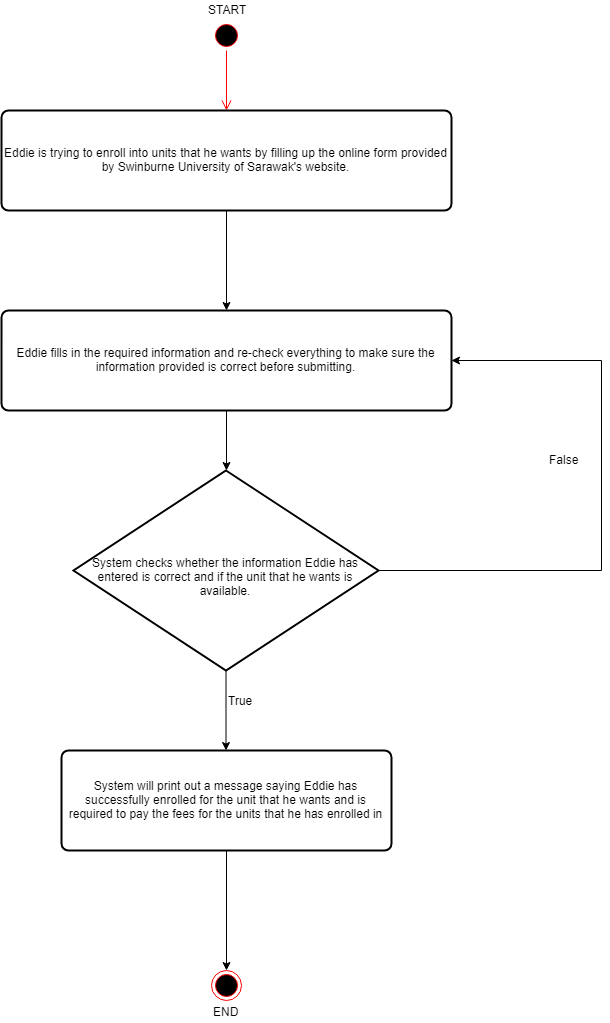 START
Eddie is trying to enroll into units that he wants by filling up the online form provided
by Swinburne University of Sarawak's website.
Eddie fills in the required information and re-check everything to make sure the
information provided is correct before submitting.
False
System checks whether the information Eddie has
entered is correct and if the unit that he wants is
available.
True
System will print out a message saying Eddie has
successfully enrolled for the unit that he wants and is
required to pay the fees for the units that he has enrolled in
END